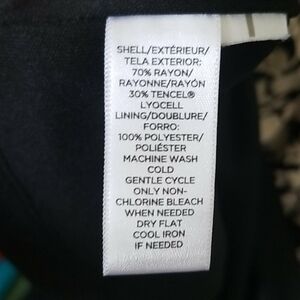 SHELL/EXTÉRIEUR/
TELA EXTERIOR:
70% RAYON/
RAYONNE/RAYÓN
30% TENCEL®
LYOCELL
LINING/DOUBLURE/
FORRO:
100% POLYESTER/
POLIÉSTER
MACHINE WASH
COLD
GENTLE CYCLE
ONLY NON-
CHLORINE BLEACH
WHEN NEEDED
DRY FLAT
COOL IRON
IF NEEDED